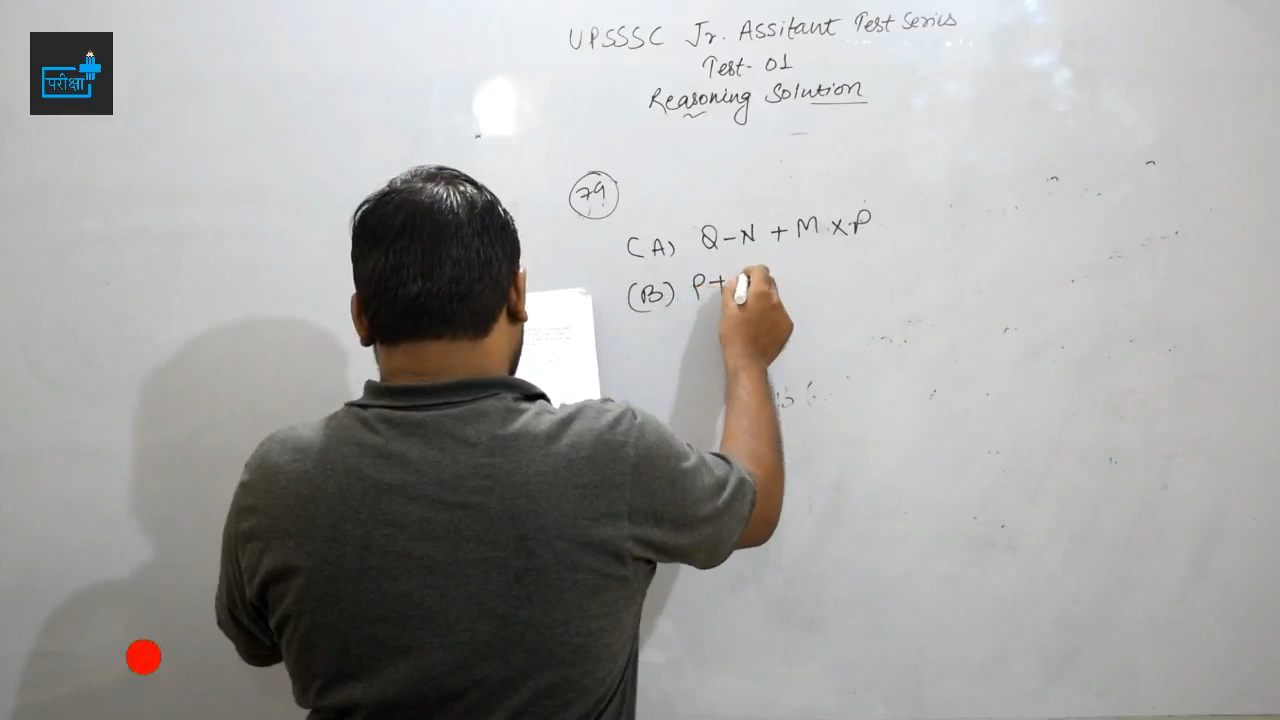 परीक्षा
UPSSSC Jr. Assitant Test Series
Test- 01
Reasoning Solution
79
(A) Q-N + M x P
(B) P+